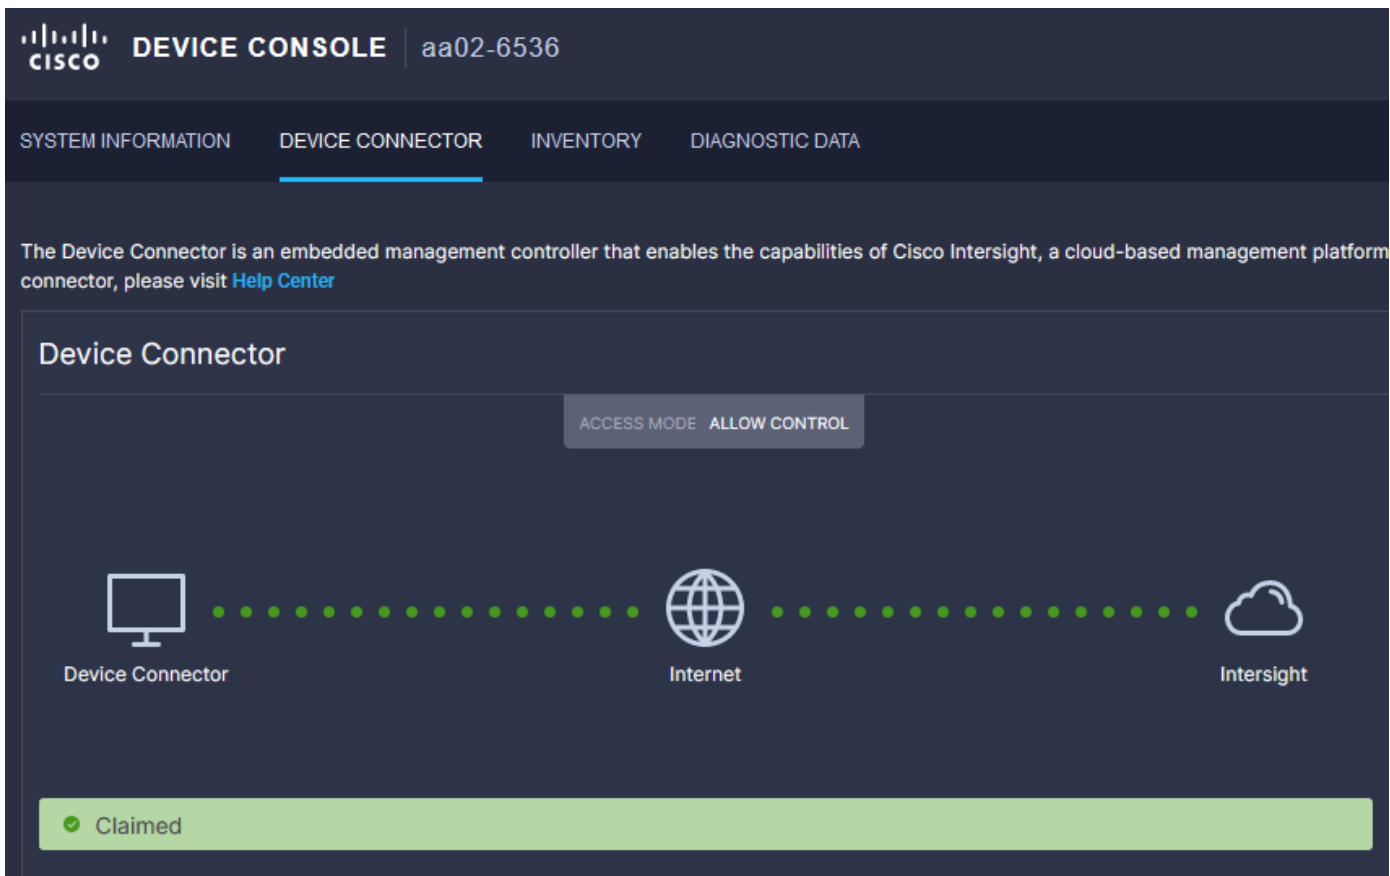 CISCO DEVICE CONSOLE aa02-6536
SYSTEM INFORMATION DEVICE CONNECTOR INVENTORY DIAGNOSTIC DATA
The Device Connector is an embedded management controller that enables the capabilities of Cisco Intersight, a cloud-based management platform
connector, please visit Help Center
Device Connector
ACCESS MODE ALLOW CONTROL
Device Connector Internet Intersight
Claimed